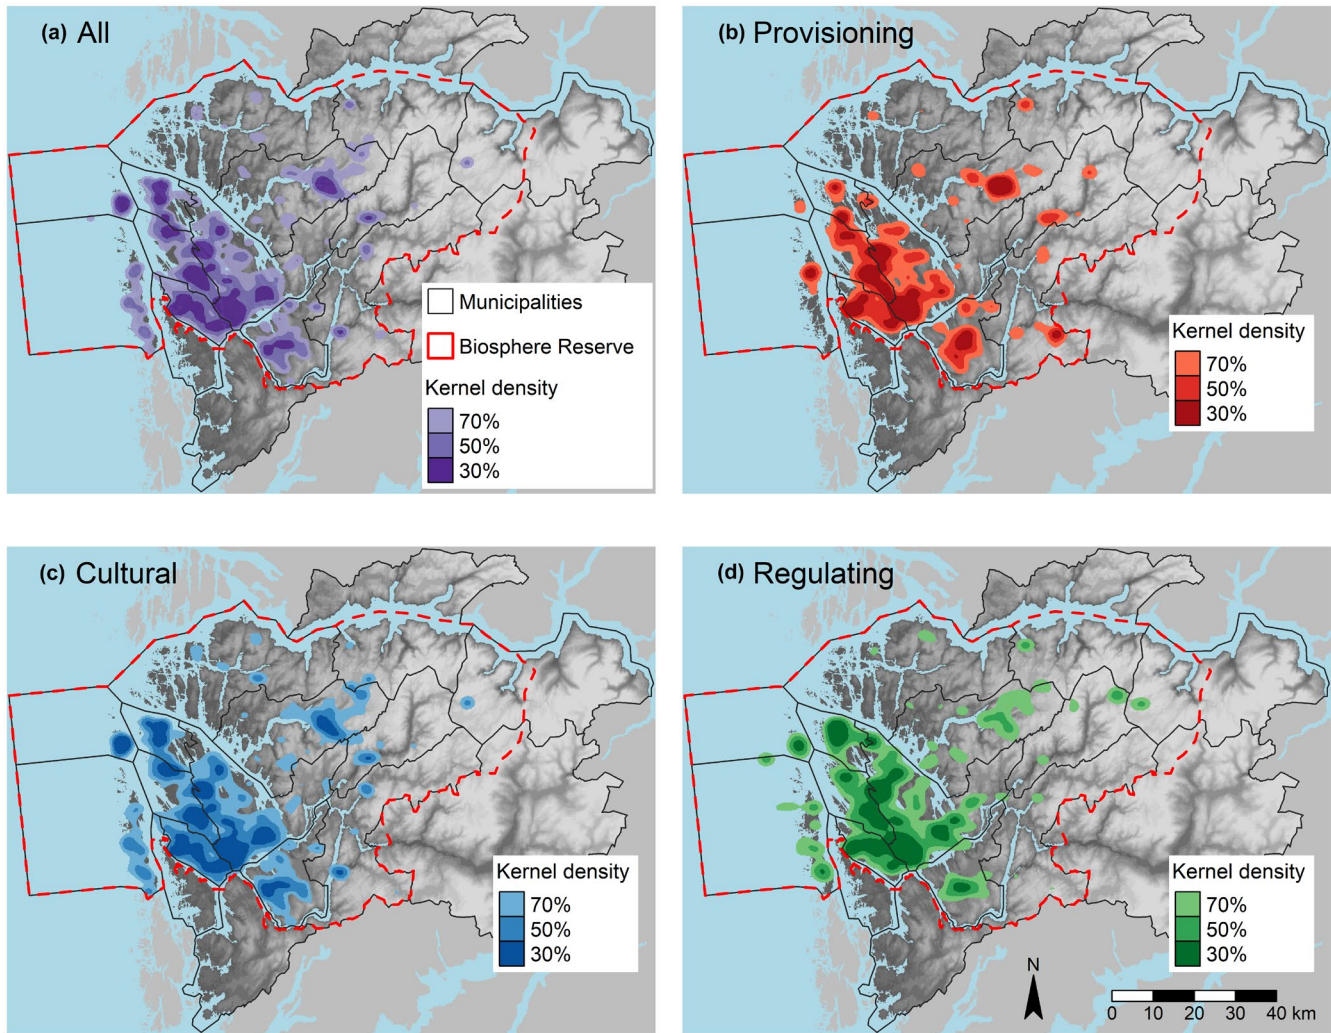 (a) All
Municipalities
Biosphere Reserve
Kernel density
70%
50%
30%
(b) Provisioning
Kernel density
70%
50%
30%
(c) Cultural
Kernel density
70%
50%
30%
(d) Regulating
Kernel density
70%
50%
30%
N
0 10 20 30 40 km